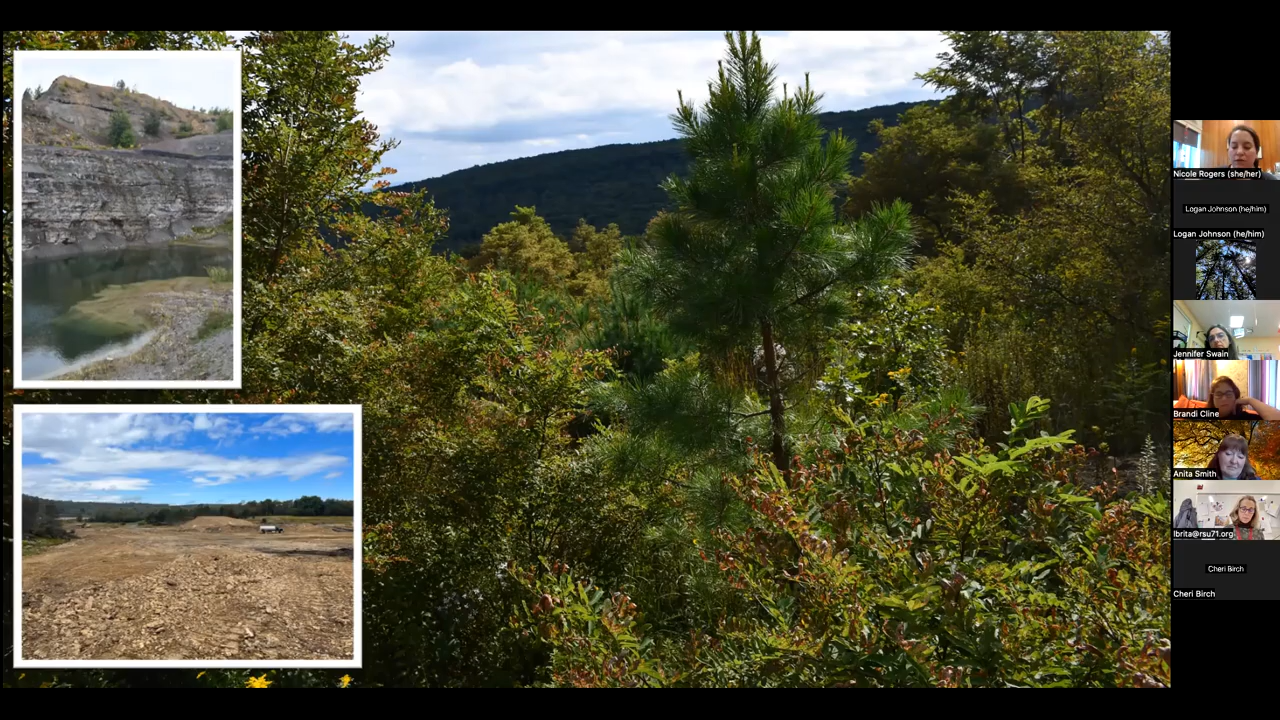 Nicole Rogers (she/her)
Logan Johnson (he/him)
Logan Johnson (he/him)
Jennifer Swain
Brandi Cline
Anita Smith
lbrita@rsu71.org
Cheri Birch
Cheri Birch